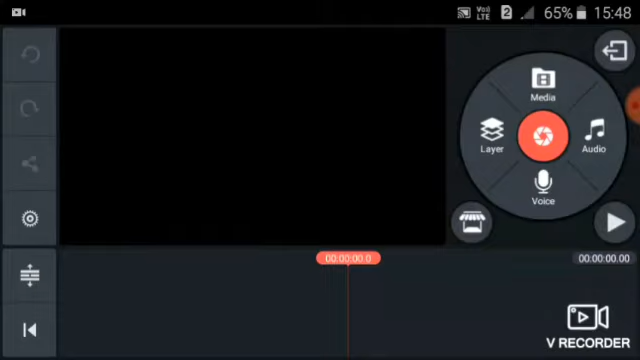 Vo)) LTE 2 65% 15:48
Media
Layer
Audio
Voice
00:00:00.0
00:00:00.00
V RECORDER